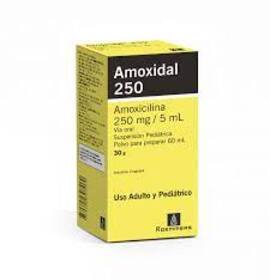 Amoxidal
250
Amoxicilina
250 mg / 5 mL
Vía oral
Suspensión Pediátrica
Polvo para preparar 60 mL
30 g
Uso Adulto y Pediátrico
Roemmers